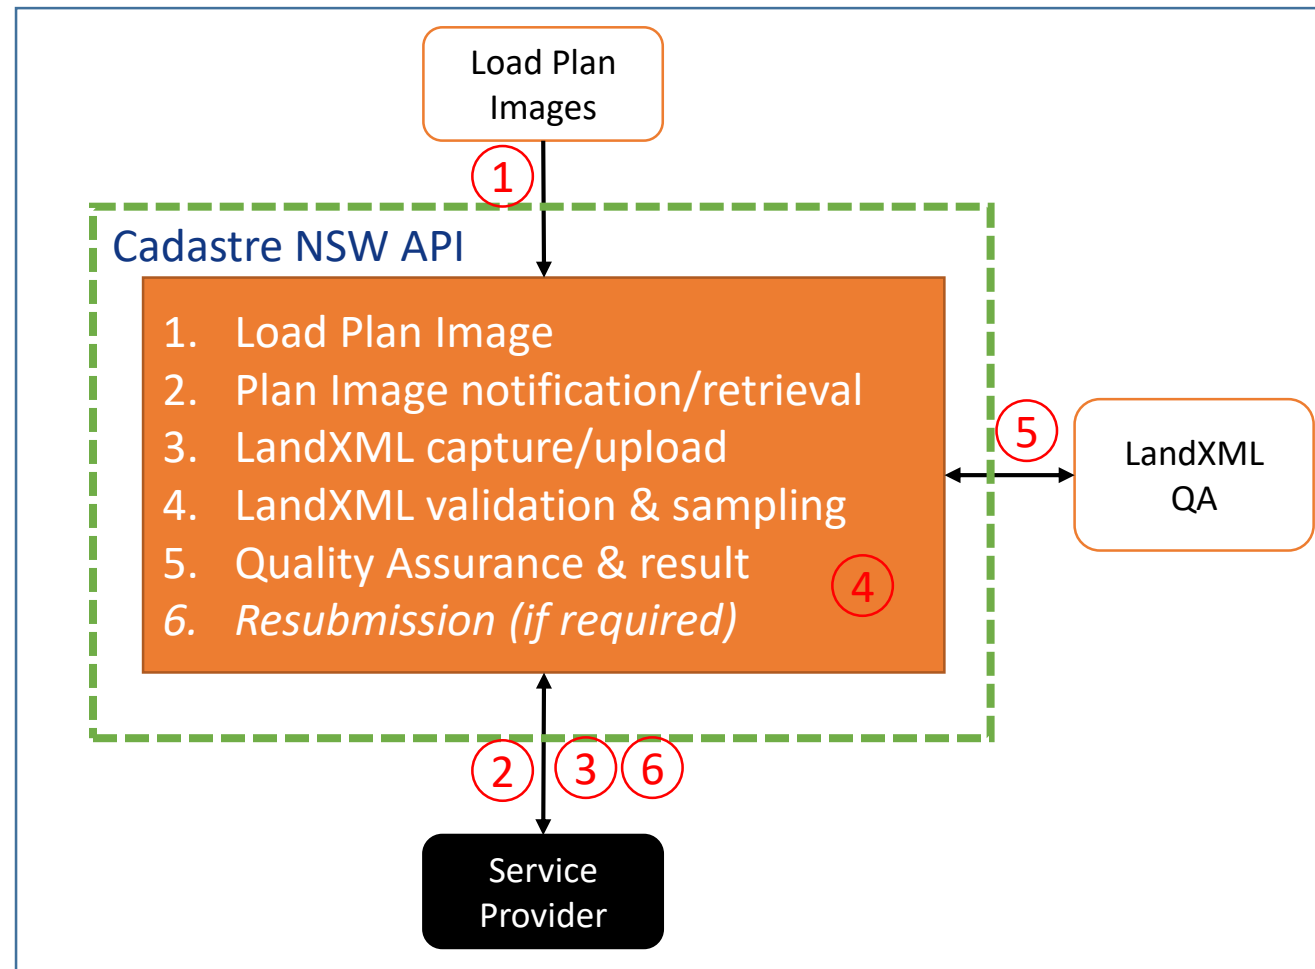 Load Plan
Images
1
Cadastre NSW API
1. Load Plan Image
2. Plan Image notification/retrieval
3. LandXML capture/upload
4. LandXML validation & sampling
5. Quality Assurance & result
6. Resubmission (if required)
4
5
LandXML
QA
2 3 6
Service
Provider